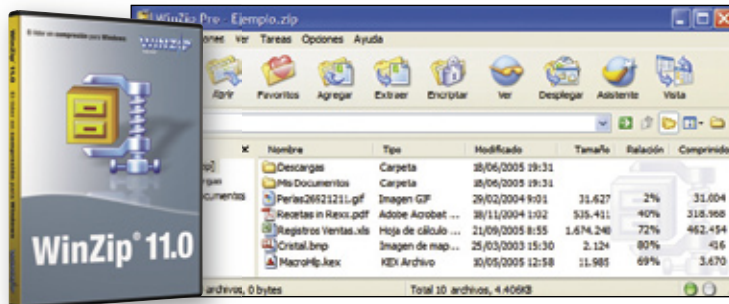 WinZip Pro - Ejemplo.zip
ones Ver Tareas Opciones Ayuda
Abrir Favoritos Agregar Extraer Encriptar Ver Desplegar Asistente Vista
Nombre Tipo Modificado Tamaño Relación Comprimido
Descargas Carpeta 18/06/2005 19:31
Mis Documentos Carpeta 18/06/2005 19:31
Perias26921211.gif Imagen GIF 29/02/2004 9:01 31.627 2% 31.004
Recetas in Rexx.pdf Adobe Acrobat ... 18/11/2004 1:02 535.411 40% 318.988
Registros Ventas.xls Hoja de cálculo ... 21/09/2005 8:55 1.674.240 72% 462.454
Cristal.bmp Imagen de map... 25/03/2003 15:30 2.124 80% 416
MacroHlp.kex KEX Archivo 10/05/2005 12:58 11.985 69% 3.670
archivos, 0 bytes Total 10 archivos, 4.406KB
WINZIP
WinZip 11.0
WinZip® 11.0